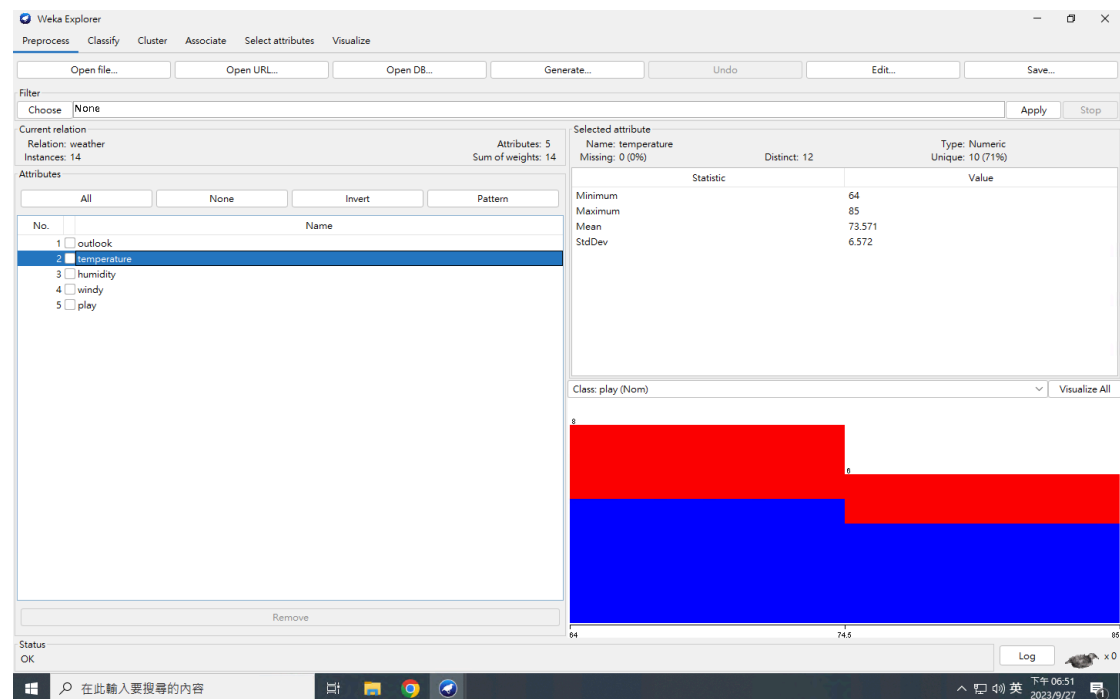 Weka Explorer
Preprocess Classify Cluster Associate Select attributes Visualize
Open file... Open URL... Open DB... Generate... Undo Edit... Save...
Filter
Choose None Apply Stop
Current relation
Relation: weather Attributes: 5
Instances: 14 Sum of weights: 14
Attributes
All None Invert Pattern
No. Name
1 outlook
2 temperature
3 humidity
4 windy
5 play
Remove
Selected attribute
Name: temperature Type: Numeric
Missing: 0 (0%) Distinct: 12 Unique: 10 (71%)
Statistic Value
Minimum 64
Maximum 85
Mean 73.571
StdDev 6.572
Class: play (Nom) Visualize All
8
6
64 74.5 85
Status
OK Log x 0
在此輸入要搜尋的內容 英 下午 06:51
2023/9/27